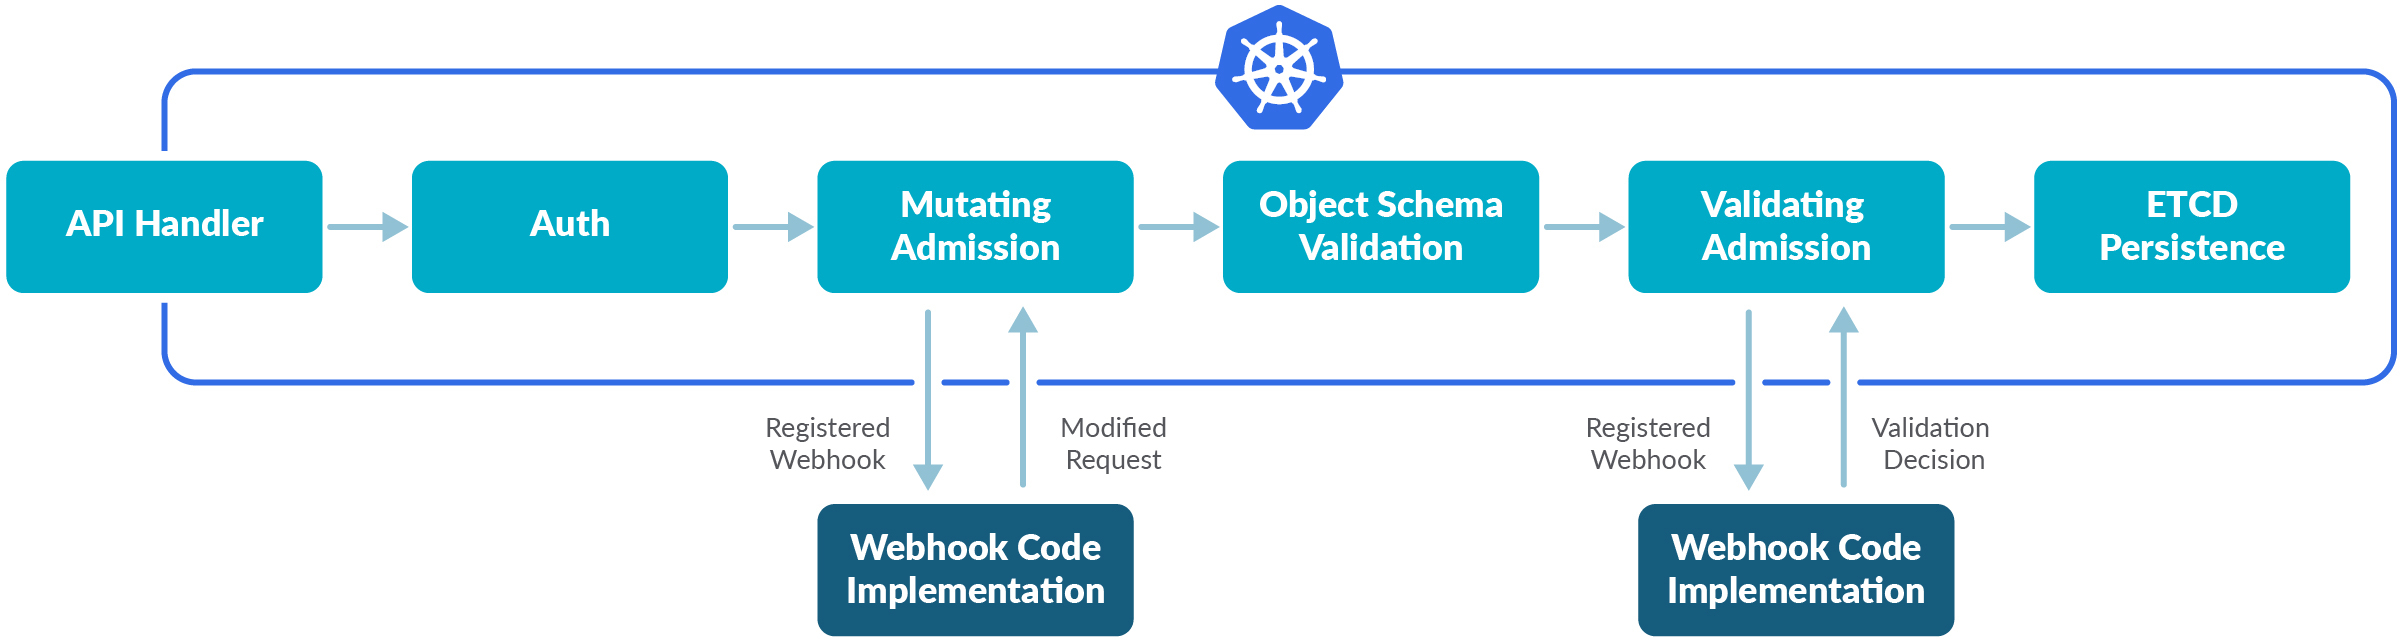 API Handler
Auth
Mutating
Admission
Object Schema
Validation
Validating
Admission
ETCD
Persistence
Registered
Webhook
Modified
Request
Registered
Webhook
Validation
Decision
Webhook Code
Implementation
Webhook Code
Implementation